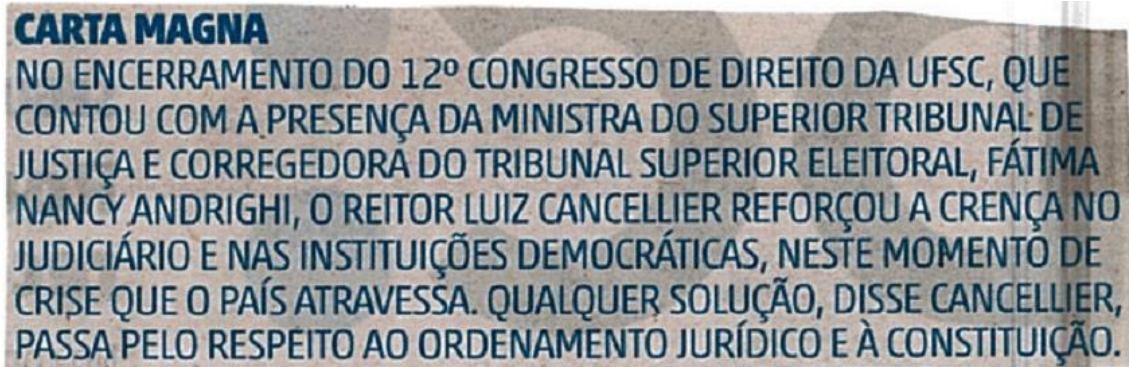 CARTA MAGNA
NO ENCERRAMENTO DO 12º CONGRESSO DE DIREITO DA UFSC, QUE
CONTOU COM A PRESENÇA DA MINISTRA DO SUPERIOR TRIBUNAL DE
JUSTIÇA E CORREGEDORA DO TRIBUNAL SUPERIOR ELEITORAL, FÁTIMA
NANCY ANDRIGHI, O REITOR LUIZ CANCELLIER REFORÇOU A CRENÇA NO
JUDICIÁRIO E NAS INSTITUIÇÕES DEMOCRÁTICAS, NESTE MOMENTO DE
CRISE QUE O PAÍS ATRAVESSA. QUALQUER SOLUÇÃO, DISSE CANCELLIER,
PASSA PELO RESPEITO AO ORDENAMENTO JURÍDICO E À CONSTITUIÇÃO.